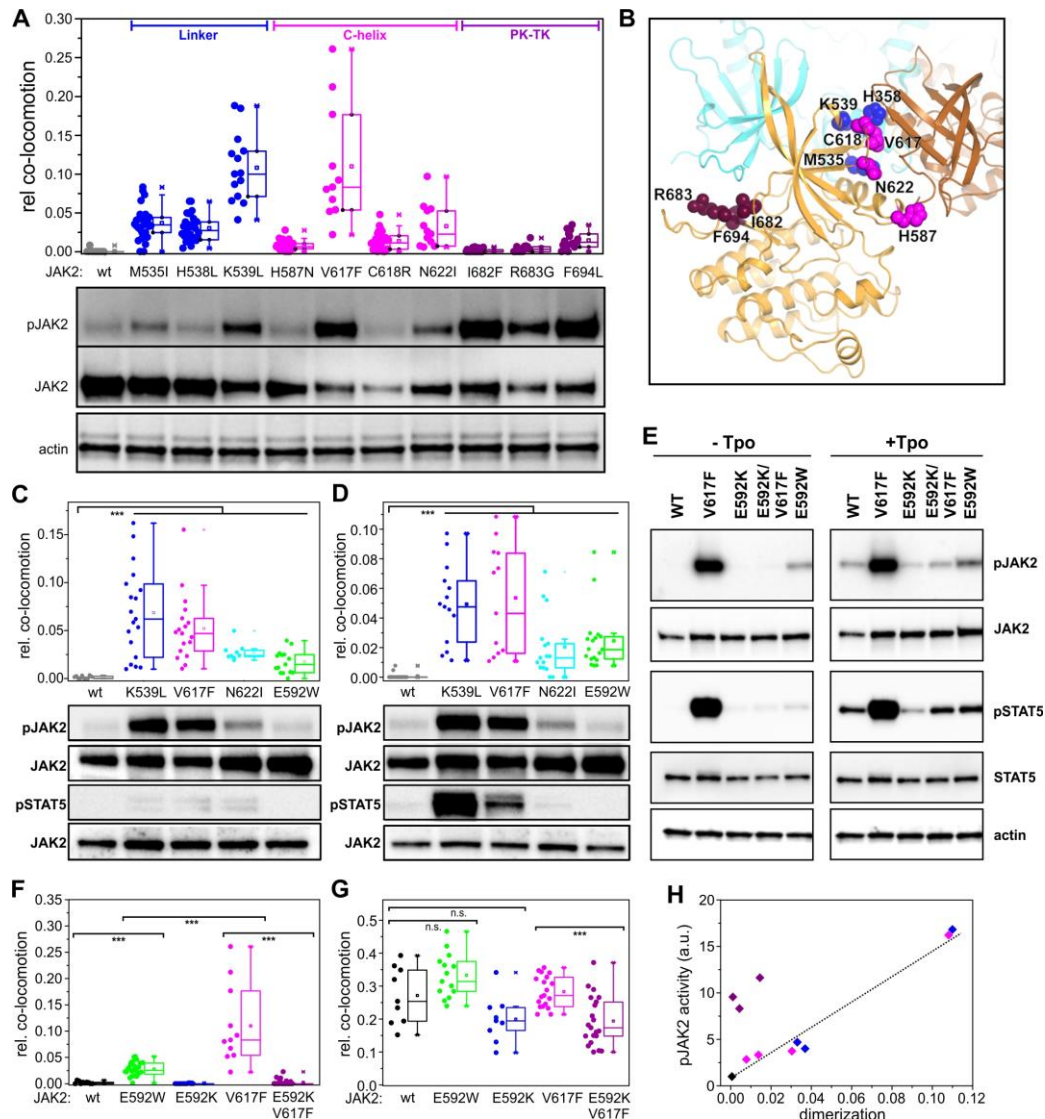 A
Linker
C-helix
PK-TK
rel co-locomotion
0.30
0.25
0.20
0.15
0.10
0.05
0.00
JAK2: wt M535I H538L K539L H587N V617F C618R N622I I682F R683G F694L
pJAK2
JAK2
actin
B
K539
H358
C618
V617
M535
N622
R683
I682
F694
H587
C
***
rel. co-locomotion
0.15
0.10
0.05
0.00
wt K539L V617F N622I E592W
pJAK2
JAK2
pSTAT5
JAK2
D
***
rel. co-locomotion
0.10
0.08
0.06
0.04
0.02
0.00
wt K539L V617F N622I E592W
pJAK2
JAK2
pSTAT5
JAK2
E
- Tpo
+Tpo
WT V617F E592K E592K/ V617F E592W
WT V617F E592K E592K/ V617F E592W
pJAK2
JAK2
pSTAT5
STAT5
actin
F
***
***
***
rel. co-locomotion
0.35
0.30
0.25
0.20
0.15
0.10
0.05
0.00
JAK2: wt E592W E592K V617F E592K
V617F
G
n.s.
n.s.
***
rel. co-locomotion
0.5
0.4
0.3
0.2
0.1
0.0
JAK2: wt E592W E592K V617F E592K
V617F
H
pJAK2 activity (a.u.)
20
15
10
5
0
0.00 0.02 0.04 0.06 0.08 0.10 0.12
dimerization